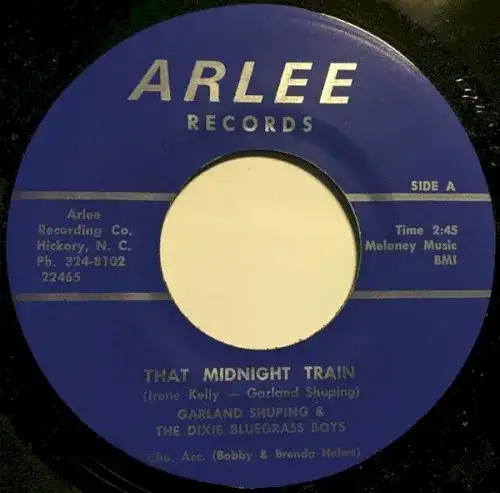 ARLEE
RECORDS
SIDE A
Arlee
Recording Co.
Hickory, N. C.
Ph. 324-8102
22465
Time 2:45
Meloney Music
BMI
THAT MIDNIGHT TRAIN
(Irene Kelly — Garland Shuping)
GARLAND SHUPING &
THE DIXIE BLUEGRASS BOYS
Cho. Acc. (Bobby & Brenda Helms)